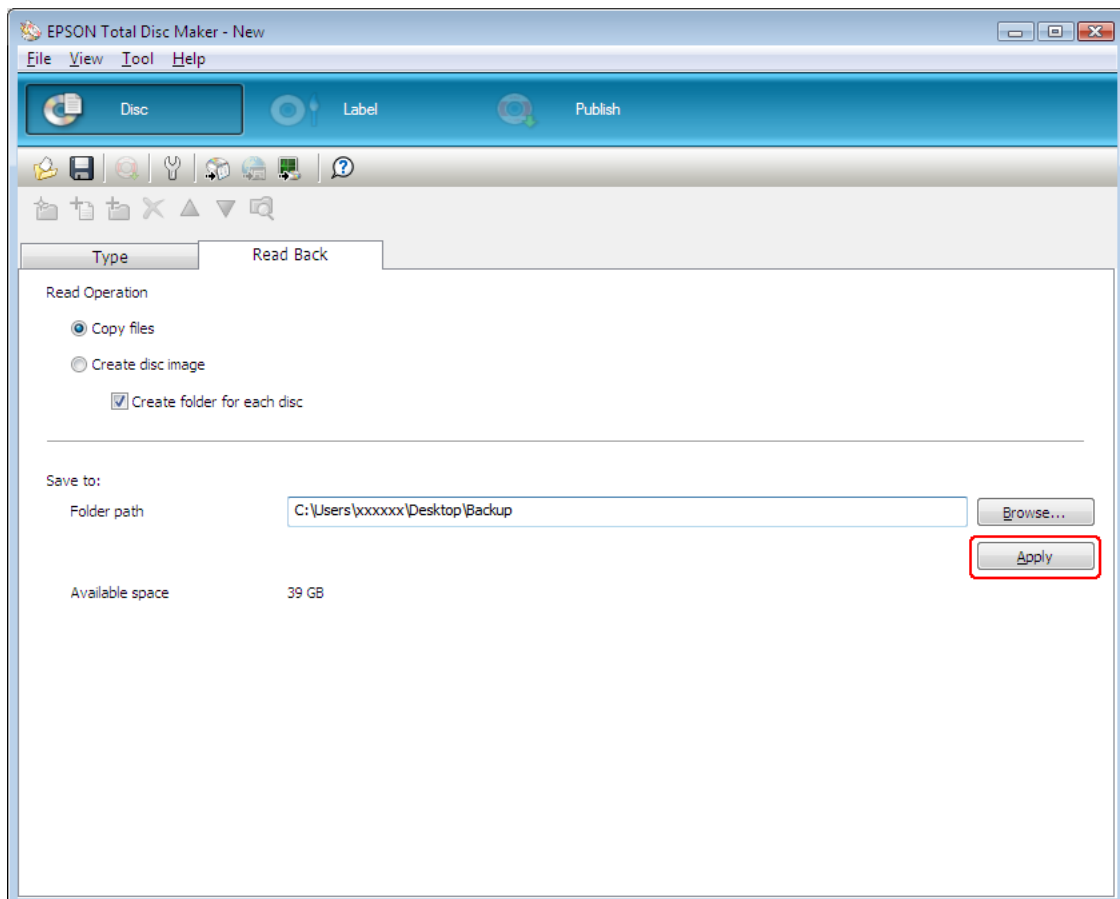 EPSON Total Disc Maker - New
File View Tool Help
Disc Label Publish
Type Read Back
Read Operation
Copy files
Create disc image
Create folder for each disc
Save to:
Folder path C:\Users\xxxxxx\Desktop\Backup Browse...
Apply
Available space 39 GB